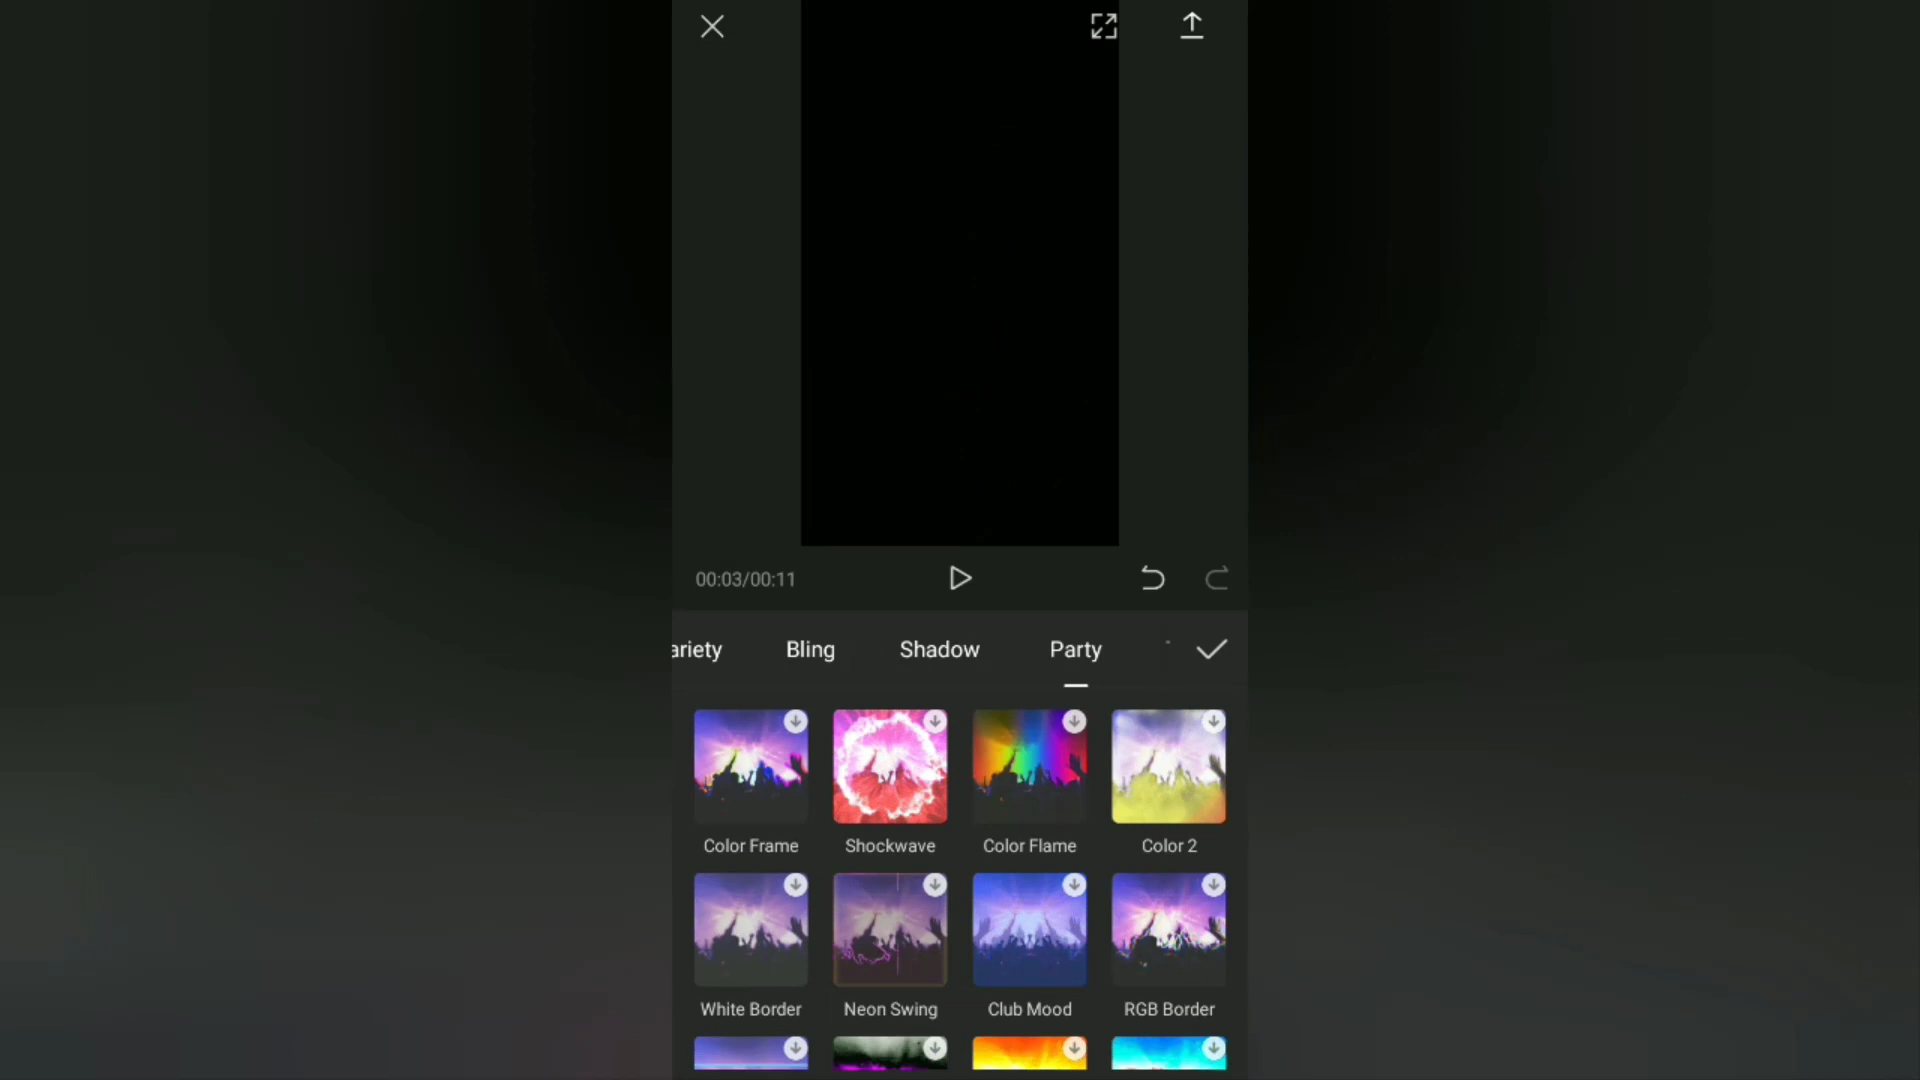 00:03/00:11
ariety Bling Shadow Party
Color Frame Shockwave Color Flame Color 2
White Border Neon Swing Club Mood RGB Border